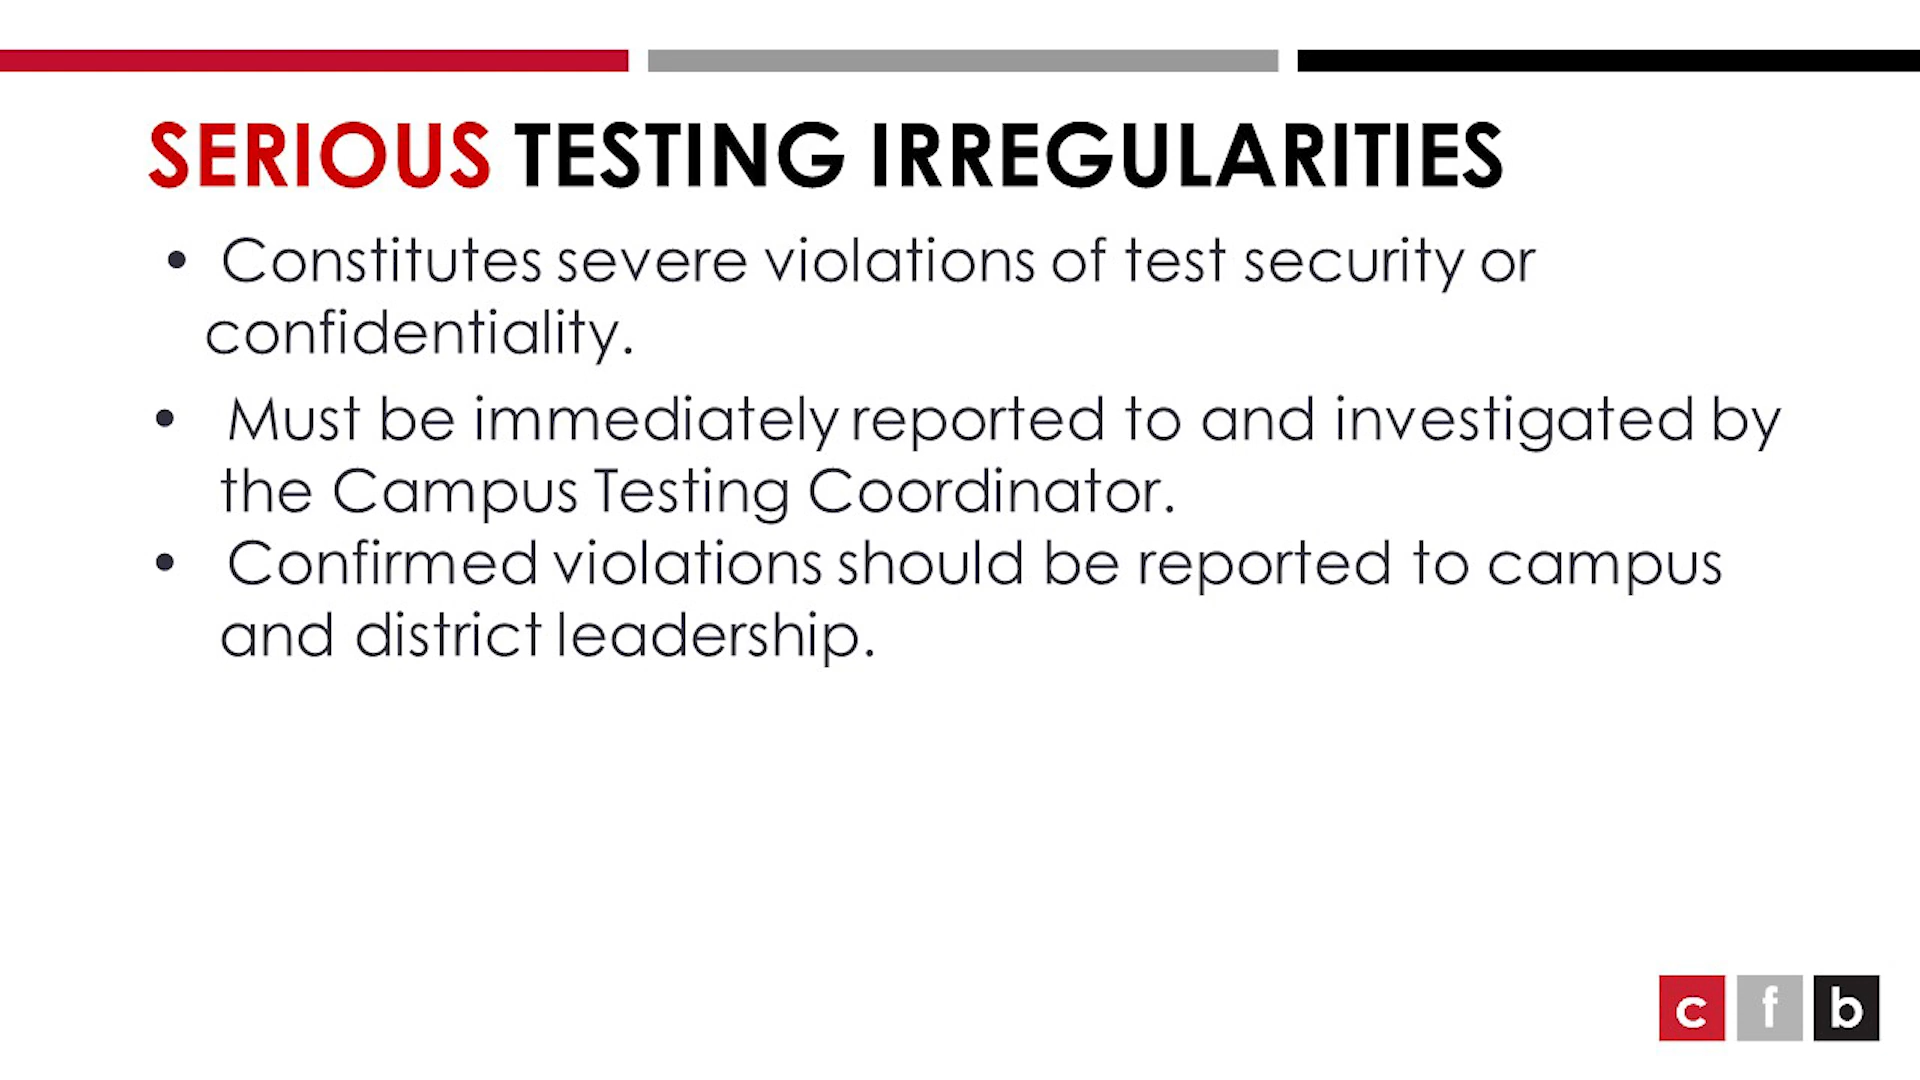 SERIOUS TESTING IRREGULARITIES
• Constitutes severe violations of test security or
confidentiality.
• Must be immediately reported to and investigated by
the Campus Testing Coordinator.
• Confirmed violations should be reported to campus
and district leadership.
c f b